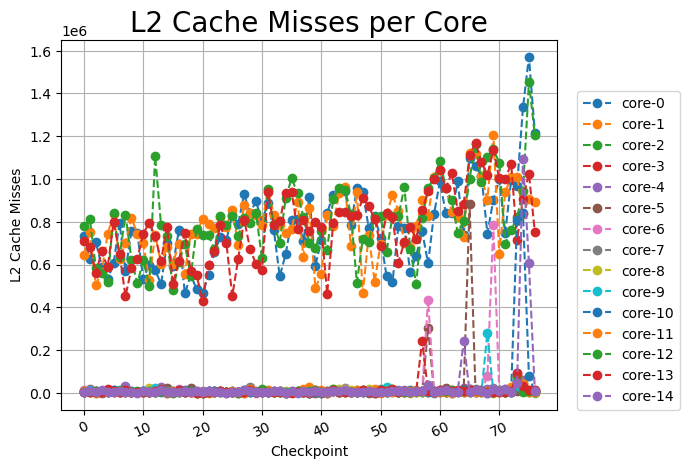 L2 Cache Misses per Core
1e6
1.6
1.4
1.2
1.0
0.8
0.6
0.4
0.2
0.0
L2 Cache Misses
0
10
20
30
40
50
60
70
Checkpoint
core-0
core-1
core-2
core-3
core-4
core-5
core-6
core-7
core-8
core-9
core-10
core-11
core-12
core-13
core-14